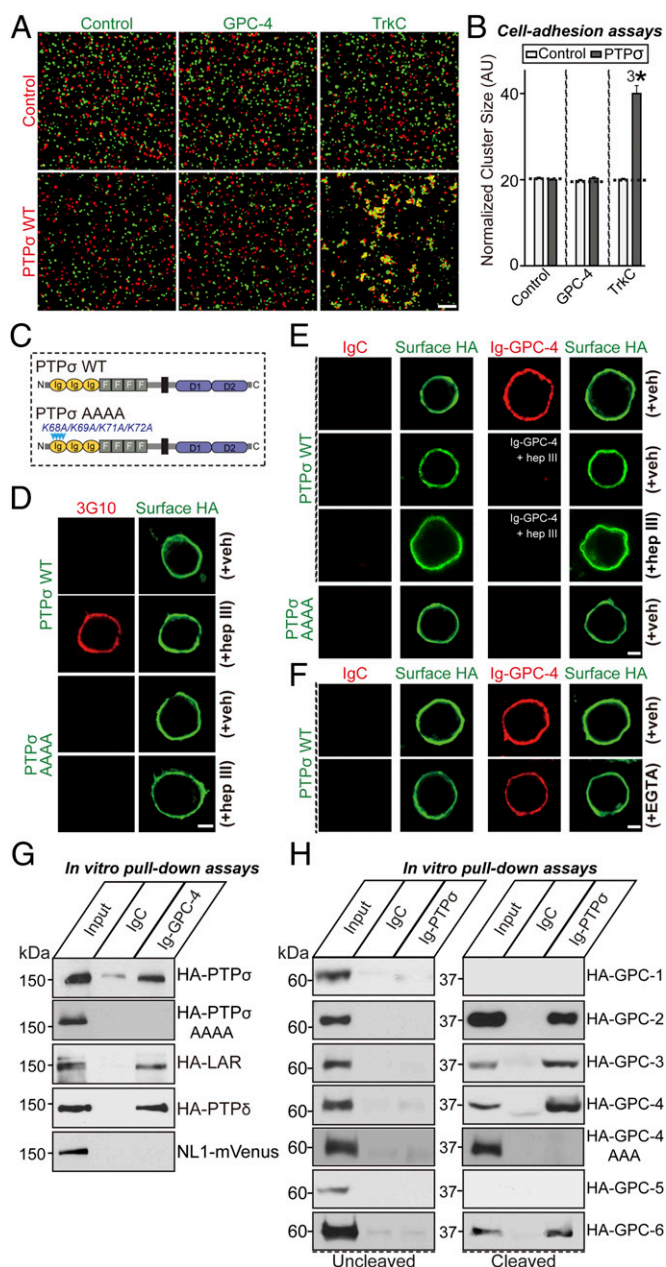 A
Control
GPC-4
TrkC
Control
PTPσ WT
B
Cell-adhesion assays
Control
PTPσ
Normalized Cluster Size (AU)
40
20
0
3*
Control
GPC-4
TrkC
C
PTPσ WT
N Ig Ig Ig F F F F D1 D2 C
PTPσ AAAA
K68A/K69A/K71A/K72A
N Ig Ig Ig F F F F D1 D2 C
D
3G10
Surface HA
PTPσ WT
(+veh)
(+hep III)
PTPσ AAAA
(+veh)
(+hep III)
E
IgC
Surface HA
Ig-GPC-4
Surface HA
PTPσ WT
(+veh)
Ig-GPC-4
+ hep III
(+veh)
Ig-GPC-4
+ hep III
(+hep III)
PTPσ AAAA
(+veh)
F
IgC
Surface HA
Ig-GPC-4
Surface HA
PTPσ WT
(+veh)
(+EGTA)
G
In vitro pull-down assays
Input
IgC
Ig-GPC-4
kDa
150
HA-PTPσ
150
HA-PTPσ
AAAA
150
HA-LAR
150
HA-PTPδ
150
NL1-mVenus
H
In vitro pull-down assays
Input
IgC
Ig-PTPσ
Input
IgC
Ig-PTPσ
kDa
60
37
HA-GPC-1
60
37
HA-GPC-2
60
37
HA-GPC-3
60
37
HA-GPC-4
60
37
HA-GPC-4
AAA
60
37
HA-GPC-5
60
37
HA-GPC-6
Uncleaved
Cleaved